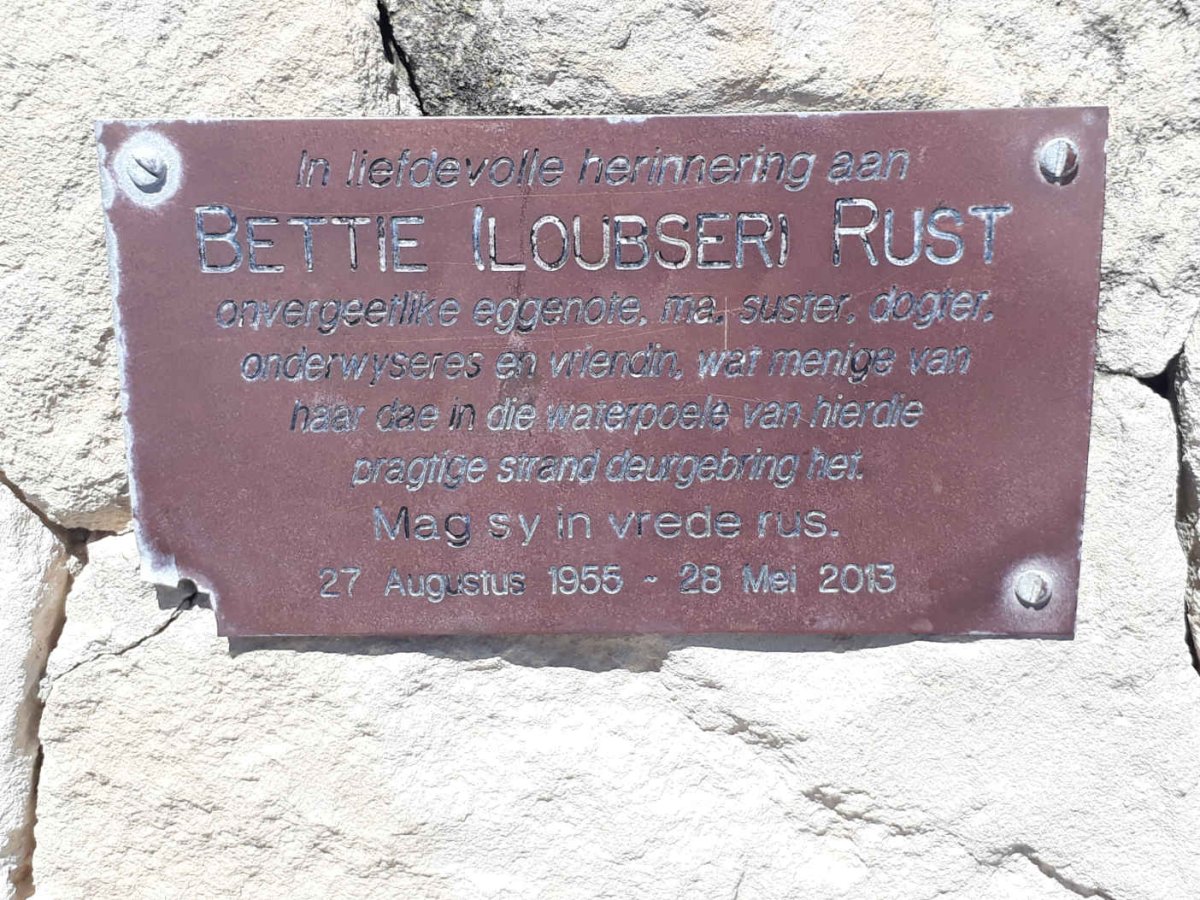 In liefdevolle herinnering aan
BETTIE (LOUBSER) RUST
onvergeetlike eggenote, ma, suster, dogter,
onderwyseres en vriendin, wat menige van
haar dae in die waterpoele van hierdie
pragtige strand deurgebring het.
Mag sy in vrede rus.
27 Augustus 1955 - 28 Mei 2013